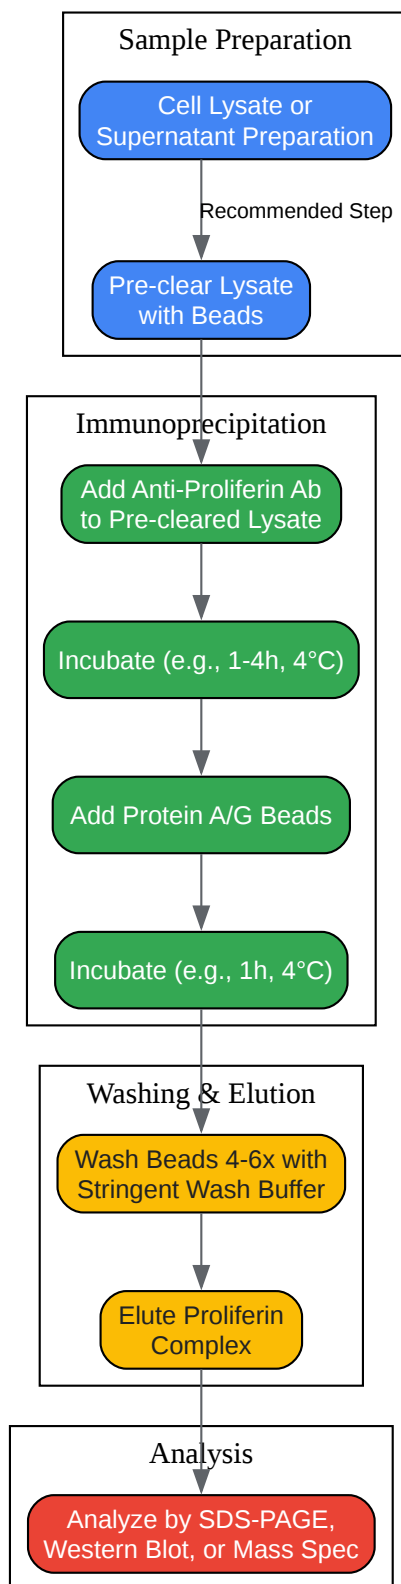 Sample Preparation
Cell Lysate or
Supernatant Preparation
Recommended Step
Pre-clear Lysate
with Beads
Immunoprecipitation
Add Anti-Proliferin Ab
to Pre-cleared Lysate
Incubate (e.g., 1-4h, 4°C)
Add Protein A/G Beads
Incubate (e.g., 1h, 4°C)
Washing & Elution
Wash Beads 4-6x with
Stringent Wash Buffer
Elute Proliferin
Complex
Analysis
Analyze by SDS-PAGE,
Western Blot, or Mass Spec